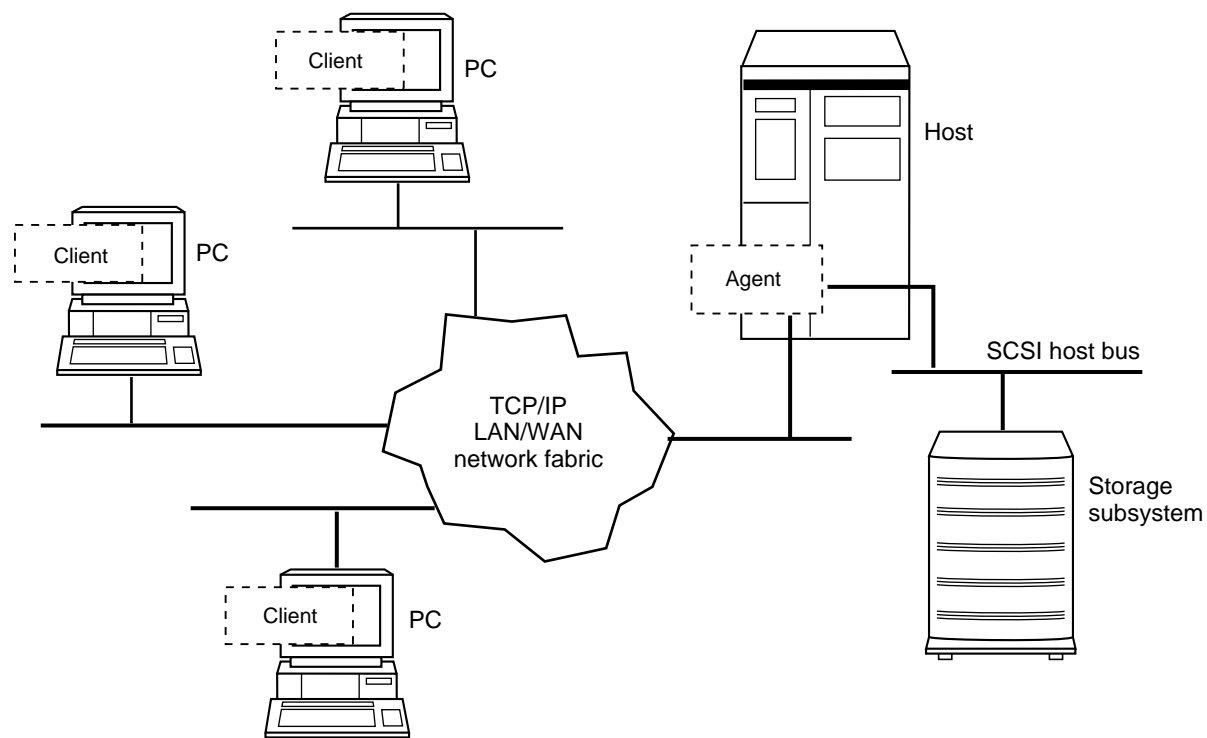 Client
PC
Host
Client
PC
Agent
SCSI host bus
TCP/IP
LAN/WAN
network fabric
Storage
subsystem
Client
PC